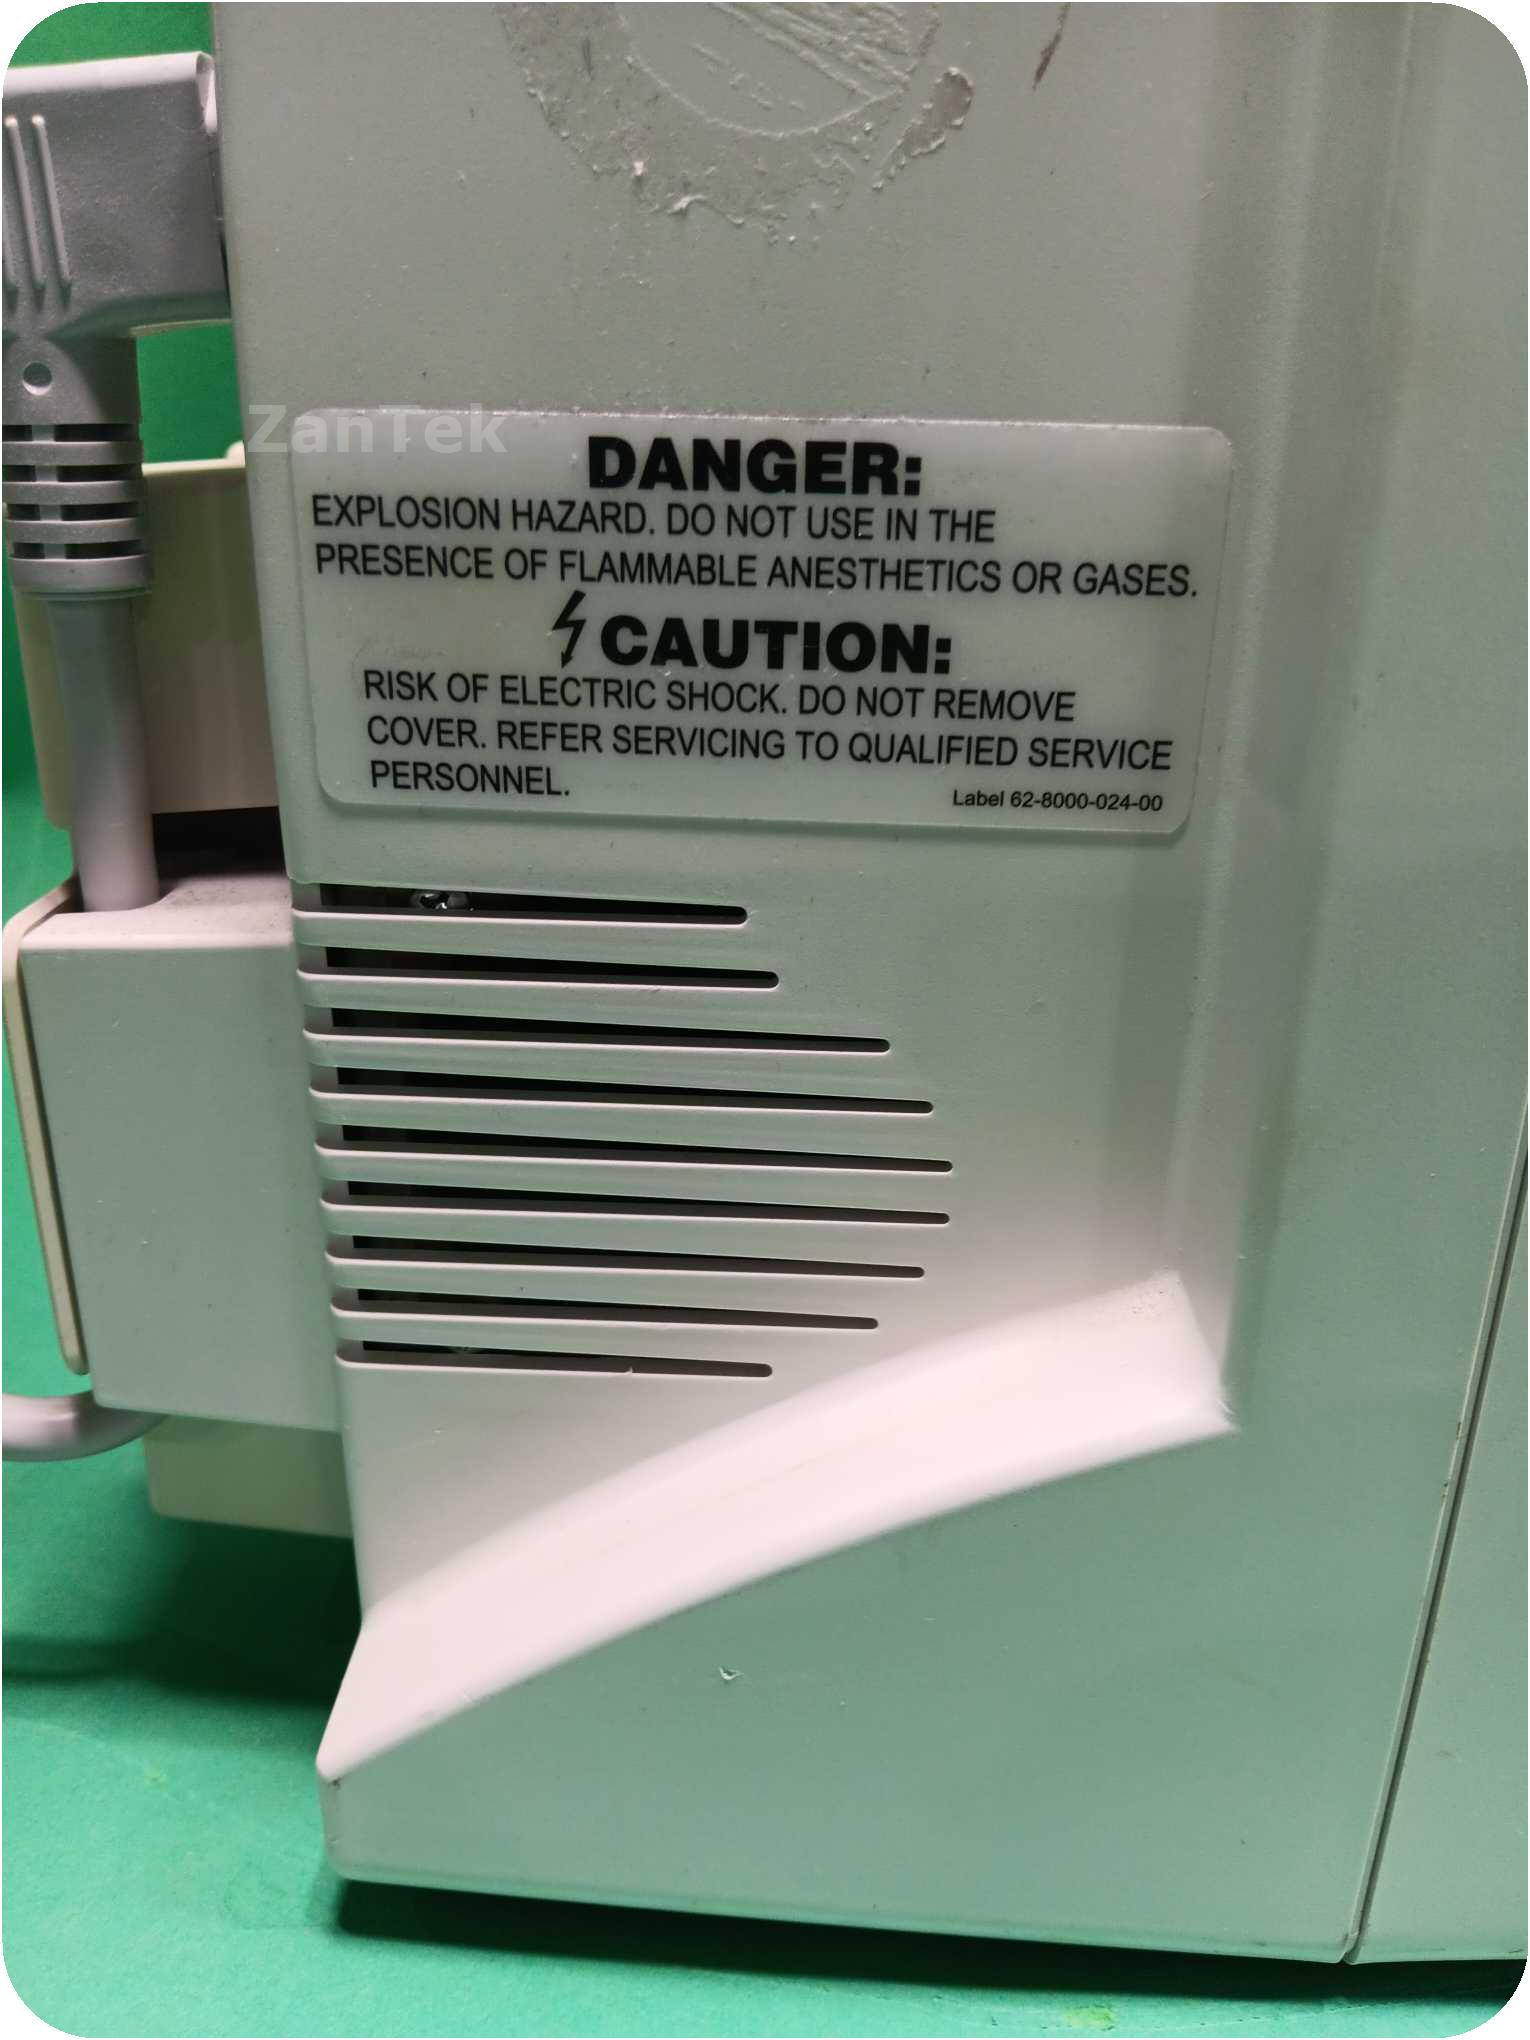 ZanTek
DANGER:
EXPLOSION HAZARD. DO NOT USE IN THE
PRESENCE OF FLAMMABLE ANESTHETICS OR GASES.
CAUTION:
RISK OF ELECTRIC SHOCK. DO NOT REMOVE
COVER. REFER SERVICING TO QUALIFIED SERVICE
PERSONNEL.
Label 62-8000-024-00